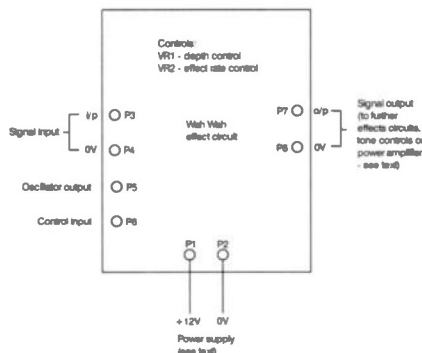 Controls:
VR1 - depth control
VR2 - effect rate control
Signal input
i/p
P3
0V
P4
Wah Wah
effect circuit
P7
o/p
P8
0V
Signal output
(to further
effects circuits,
tone controls or
power amplifier
- see text)
Oscillator output
P5
Control input
P6
P1
P2
+12V
0V
Power supply
(see text)